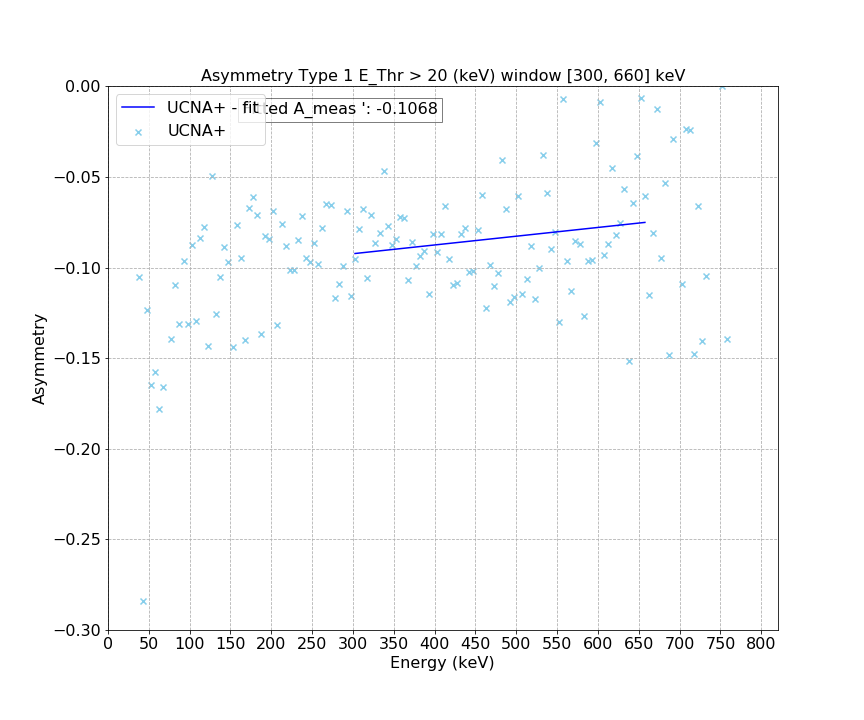 Asymmetry Type 1 E_Thr > 20 (keV) window [300, 660] keV
UCNA+ - fit
tted A_meas ': -0.1068
UCNA+
0.00
−0.05
−0.10
−0.15
−0.20
−0.25
−0.30
Asymmetry
0 50 100 150 200 250 300 350 400 450 500 550 600 650 700 750 800
Energy (keV)